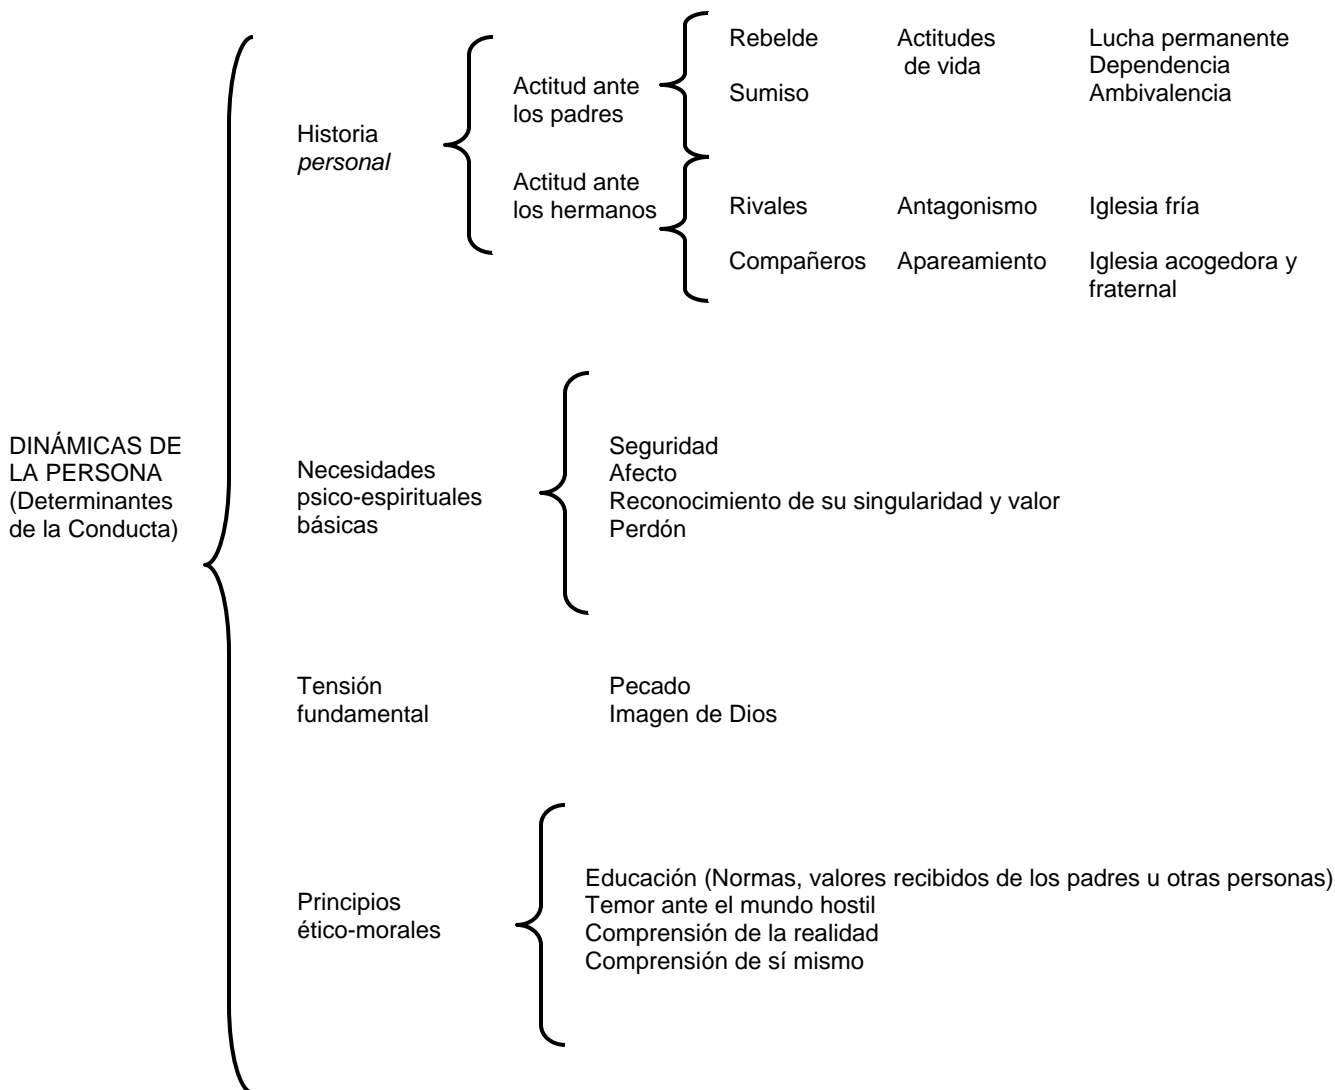 Rebelde Actitudes Lucha permanente
de vida Dependencia
Sumiso Ambivalencia
Actitud ante
los padres
Historia
personal
Actitud ante
los hermanos
Rivales Antagonismo Iglesia fría
Compañeros Apareamiento Iglesia acogedora y
fraternal
DINÁMICAS DE
LA PERSONA
(Determinantes
de la Conducta)
Necesidades
psico-espirituales
básicas
Seguridad
Afecto
Reconocimiento de su singularidad y valor
Perdón
Tensión
fundamental
Pecado
Imagen de Dios
Principios
ético-morales
Educación (Normas, valores recibidos de los padres u otras personas)
Temor ante el mundo hostil
Comprensión de la realidad
Comprensión de sí mismo